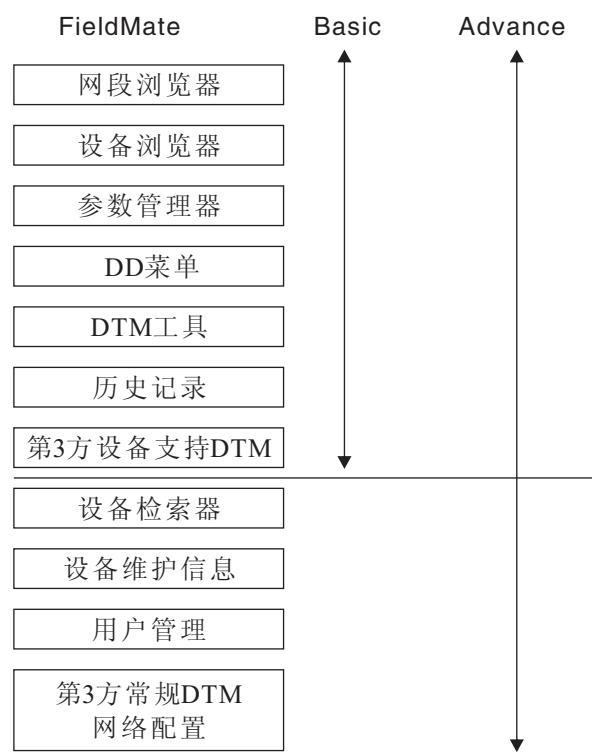 FieldMate Basic Advance
网段浏览器
设备浏览器
参数管理器
DD菜单
DTM工具
历史记录
第3方设备支持DTM
设备检索器
设备维护信息
用户管理
第3方常规DTM
网络配置